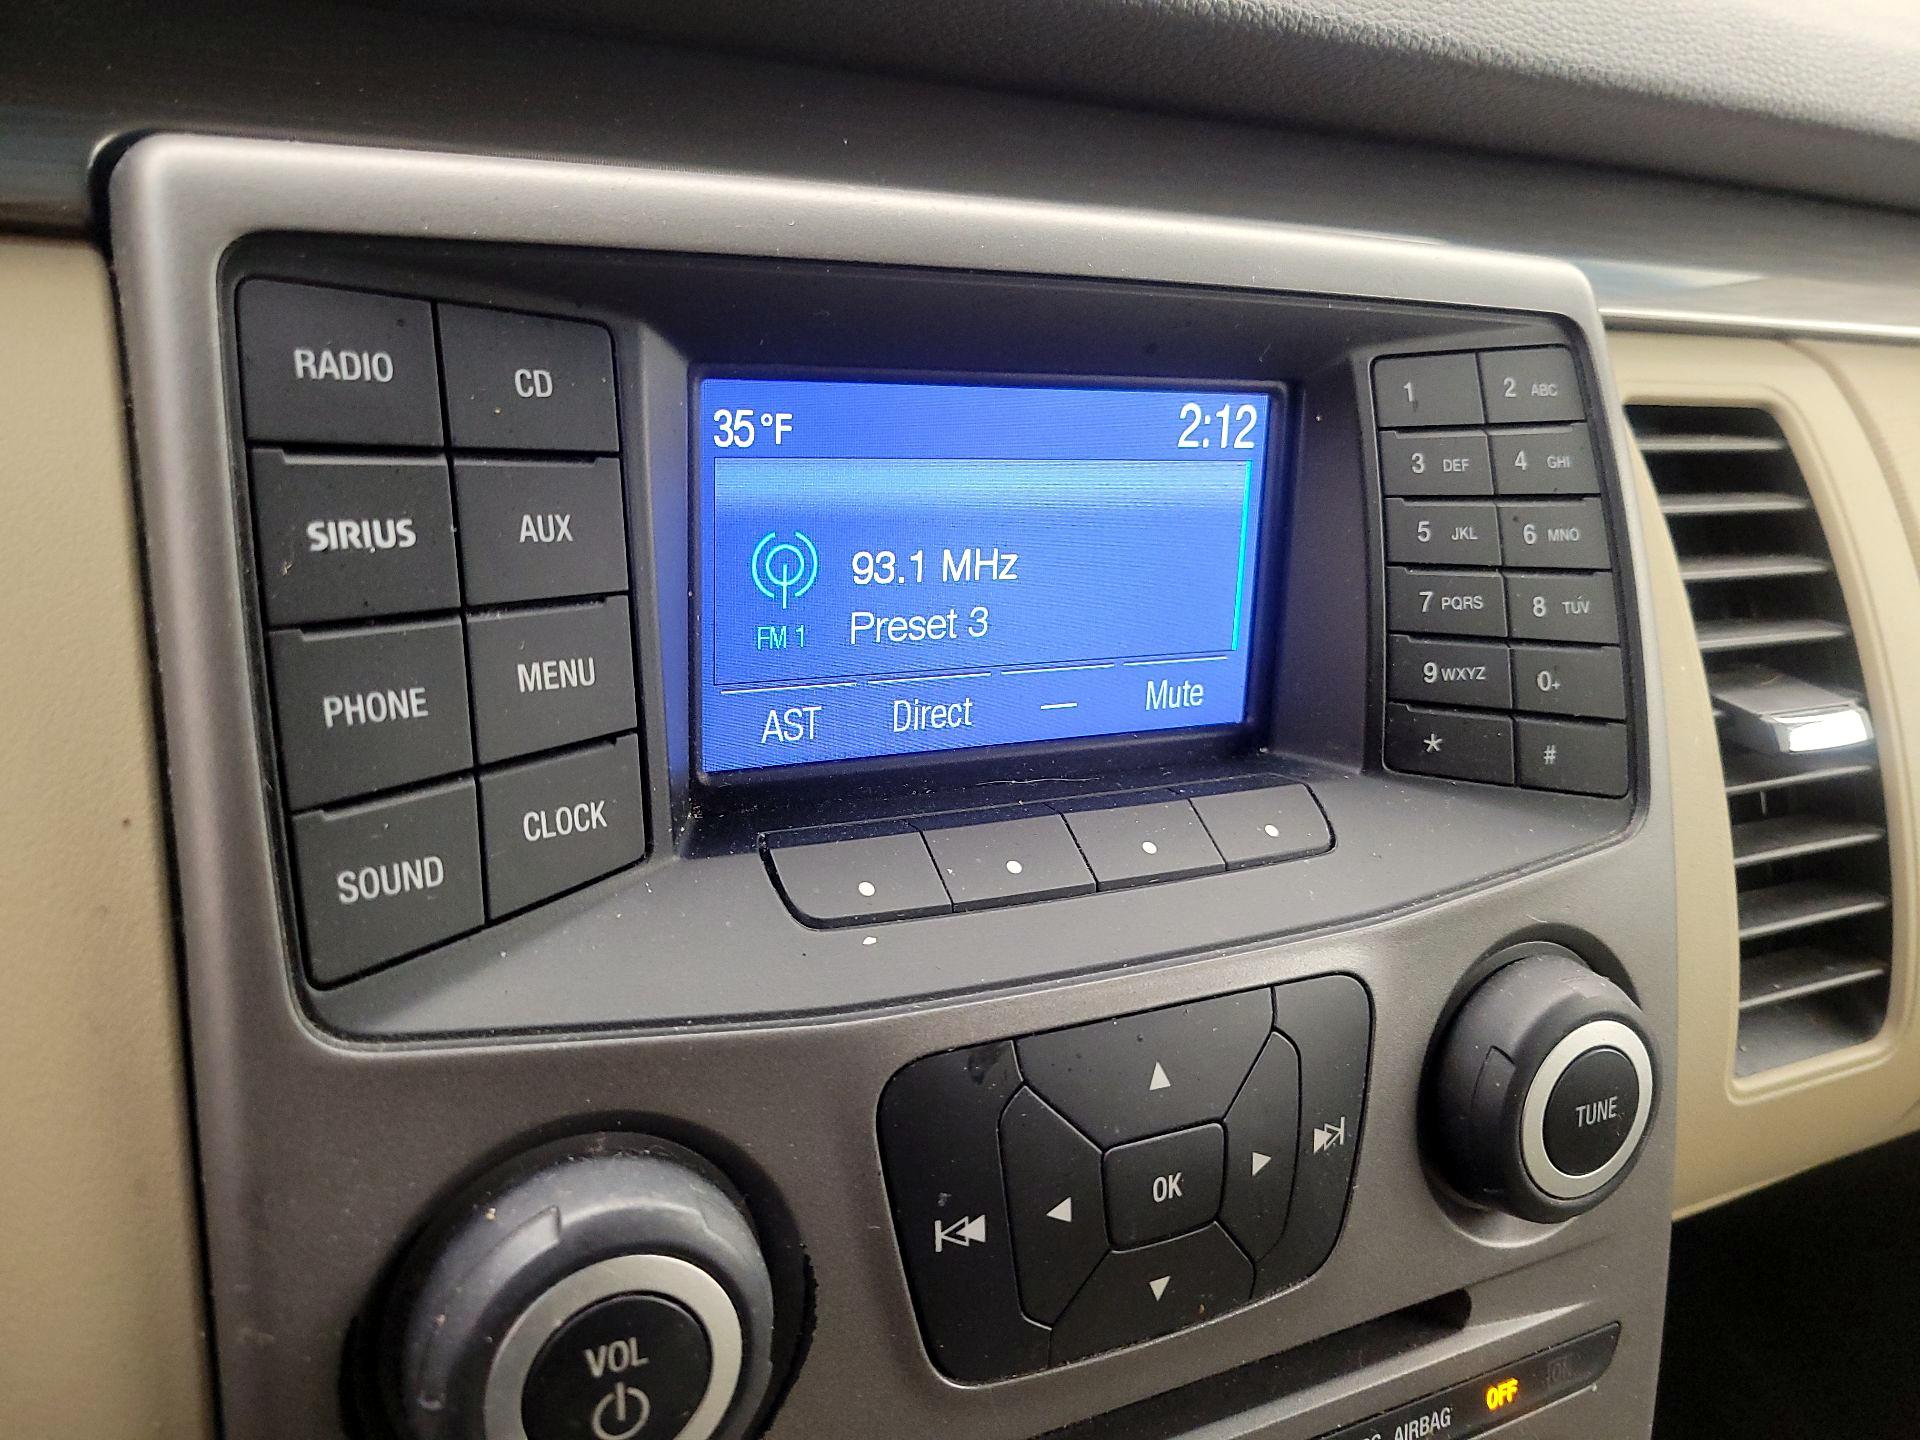 RADIO
CD
SIRIUS
AUX
PHONE
MENU
SOUND
CLOCK
35°F 2:12
93.1 MHz
FM 1 Preset 3
AST Direct — Mute
1 2 ABC
3 DEF 4 GHI
5 JKL 6 MNO
7 PQRS 8 TUV
9 WXYZ 0+
* #
OK
TUNE
VOL
AIRBAG OFF ON